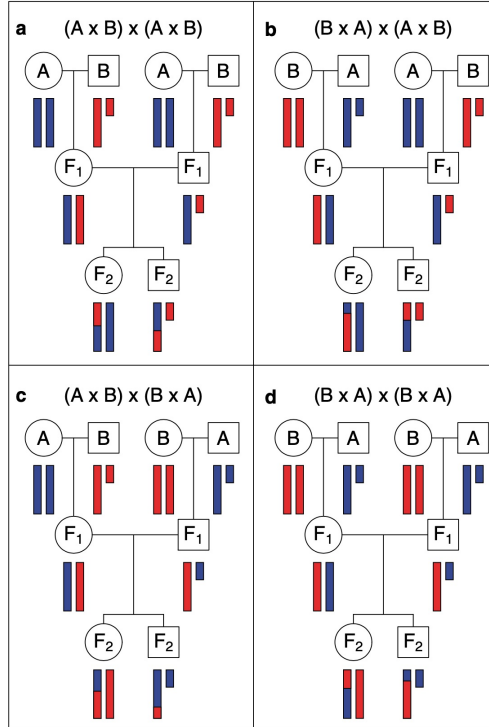 a (A x B) x (A x B)
A B A B
F1 F1
F2 F2
b (B x A) x (A x B)
B A A B
F1 F1
F2 F2
c (A x B) x (B x A)
A B B A
F1 F1
F2 F2
d (B x A) x (B x A)
B A B A
F1 F1
F2 F2